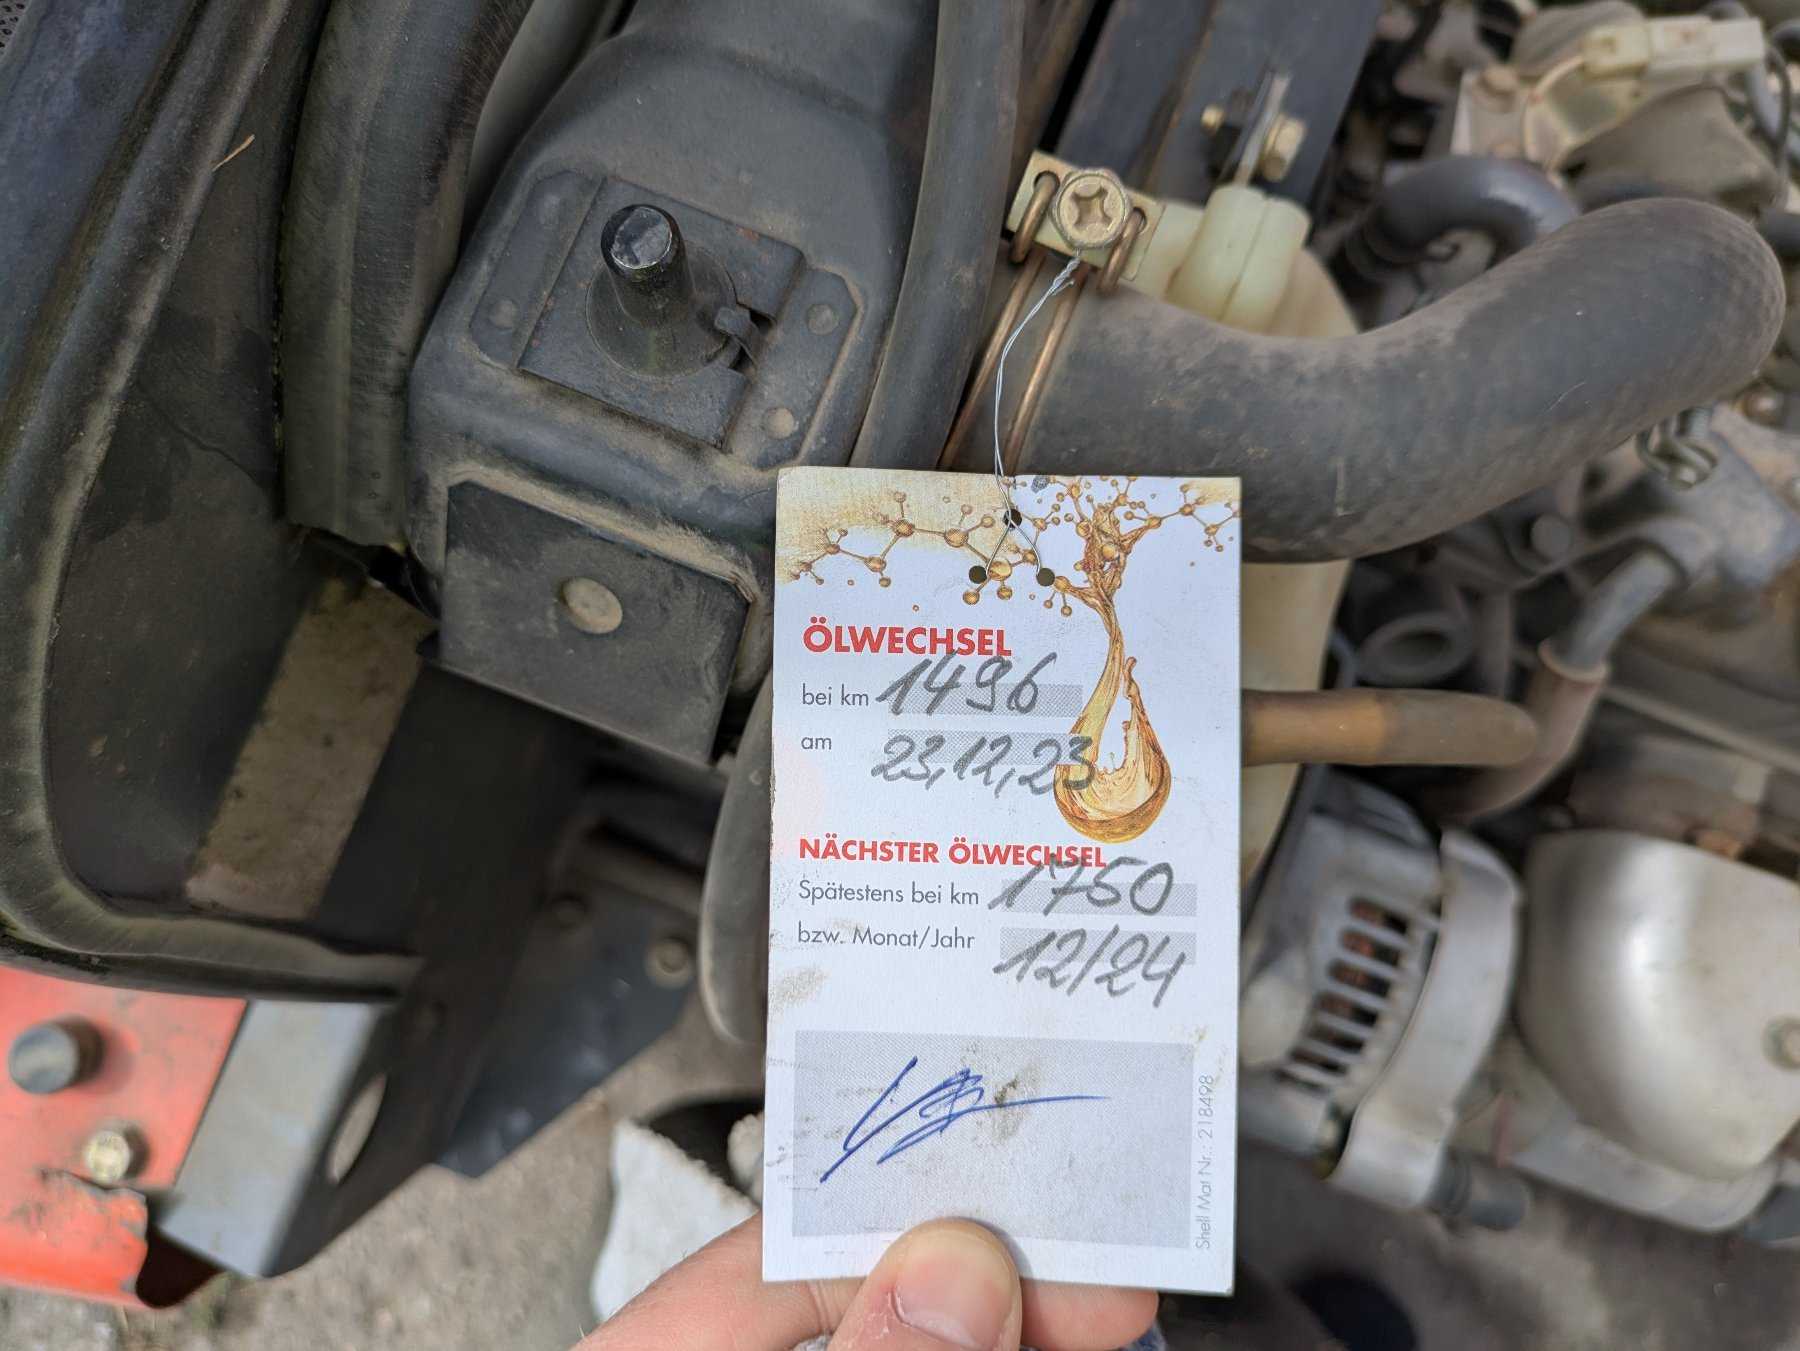 ÖLWECHSEL
bei km 1496
am 23,12,23
NÄCHSTER ÖLWECHSEL
Spätestens bei km 1750
bzw. Monat/Jahr 12/24
Shell Mat Nr.: 218498